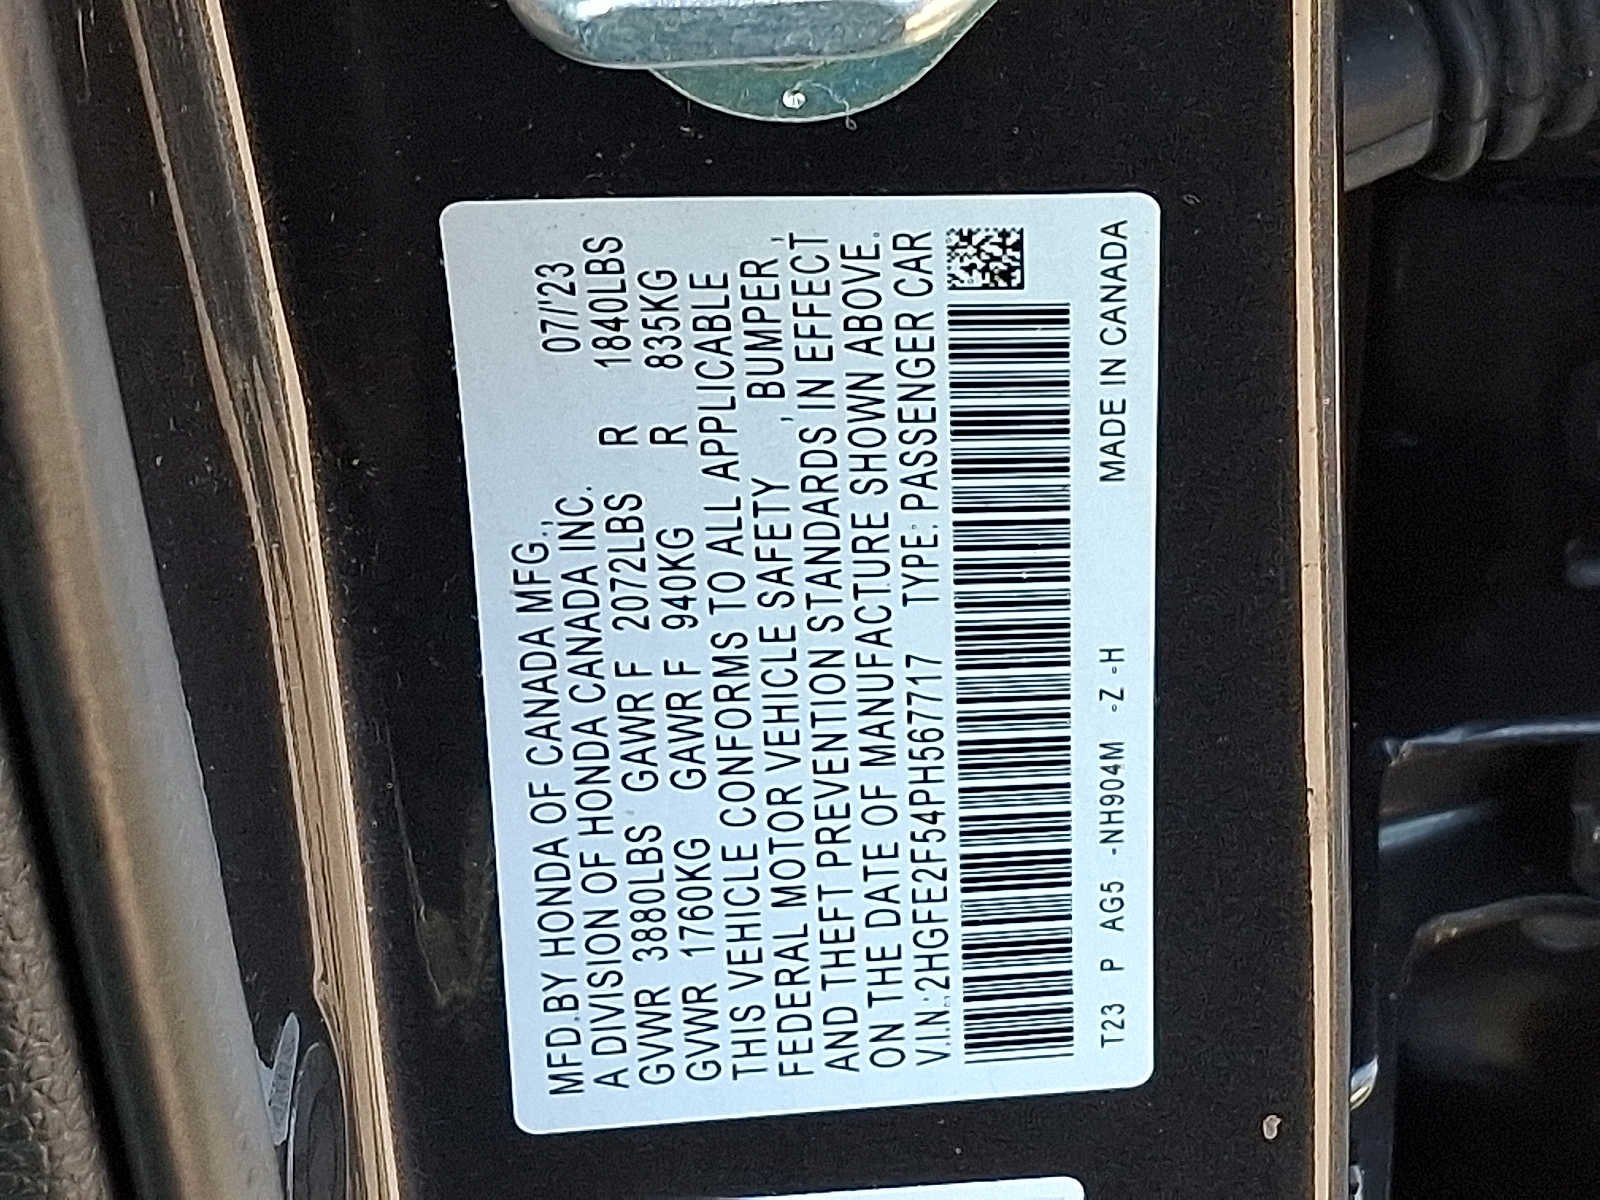 MFD.BY HONDA OF CANADA MFG., 07/'23
A DIVISION OF HONDA CANADA INC.
GVWR 3880LBS GAWR F 2072LBS R 1840LBS
GVWR 1760KG GAWR F 940KG R 835KG
THIS VEHICLE CONFORMS TO ALL APPLICABLE
FEDERAL MOTOR VEHICLE SAFETY , BUMPER ,
AND THEFT PREVENTION STANDARDS IN EFFECT
ON THE DATE OF MANUFACTURE SHOWN ABOVE.
V.I.N.:2HGFE2F54PH567717 TYPE: PASSENGER CAR
T23 P AG5 -NH904M -Z -H MADE IN CANADA